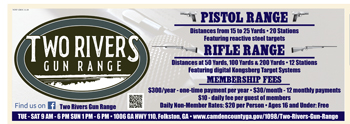 PISTOL RANGE
Distances from 15 to 25 Yards • 20 Stations
Featuring reactive steel targets
RIFLE RANGE
Distances at 50 Yards, 100 Yards & 200 Yards • 12 Stations
Featuring digital Kongsberg Target Systems
MEMBERSHIP FEES
$300/year - one-time payment per year • $30/month - 12 monthly payments
$10 - daily fee per guest of members
Daily Non-Member Rates: $20 per Person • Ages 16 and Under: Free
TWO RIVERS
GUN RANGE
Find us on f Two Rivers Gun Range
TUE - SAT 9 AM - 6 PM SUN 1 PM - 6 PM • 1006 GA HWY 110, Folkston, GA • www.camdencountyga.gov/1098/Two-Rivers-Gun-Range